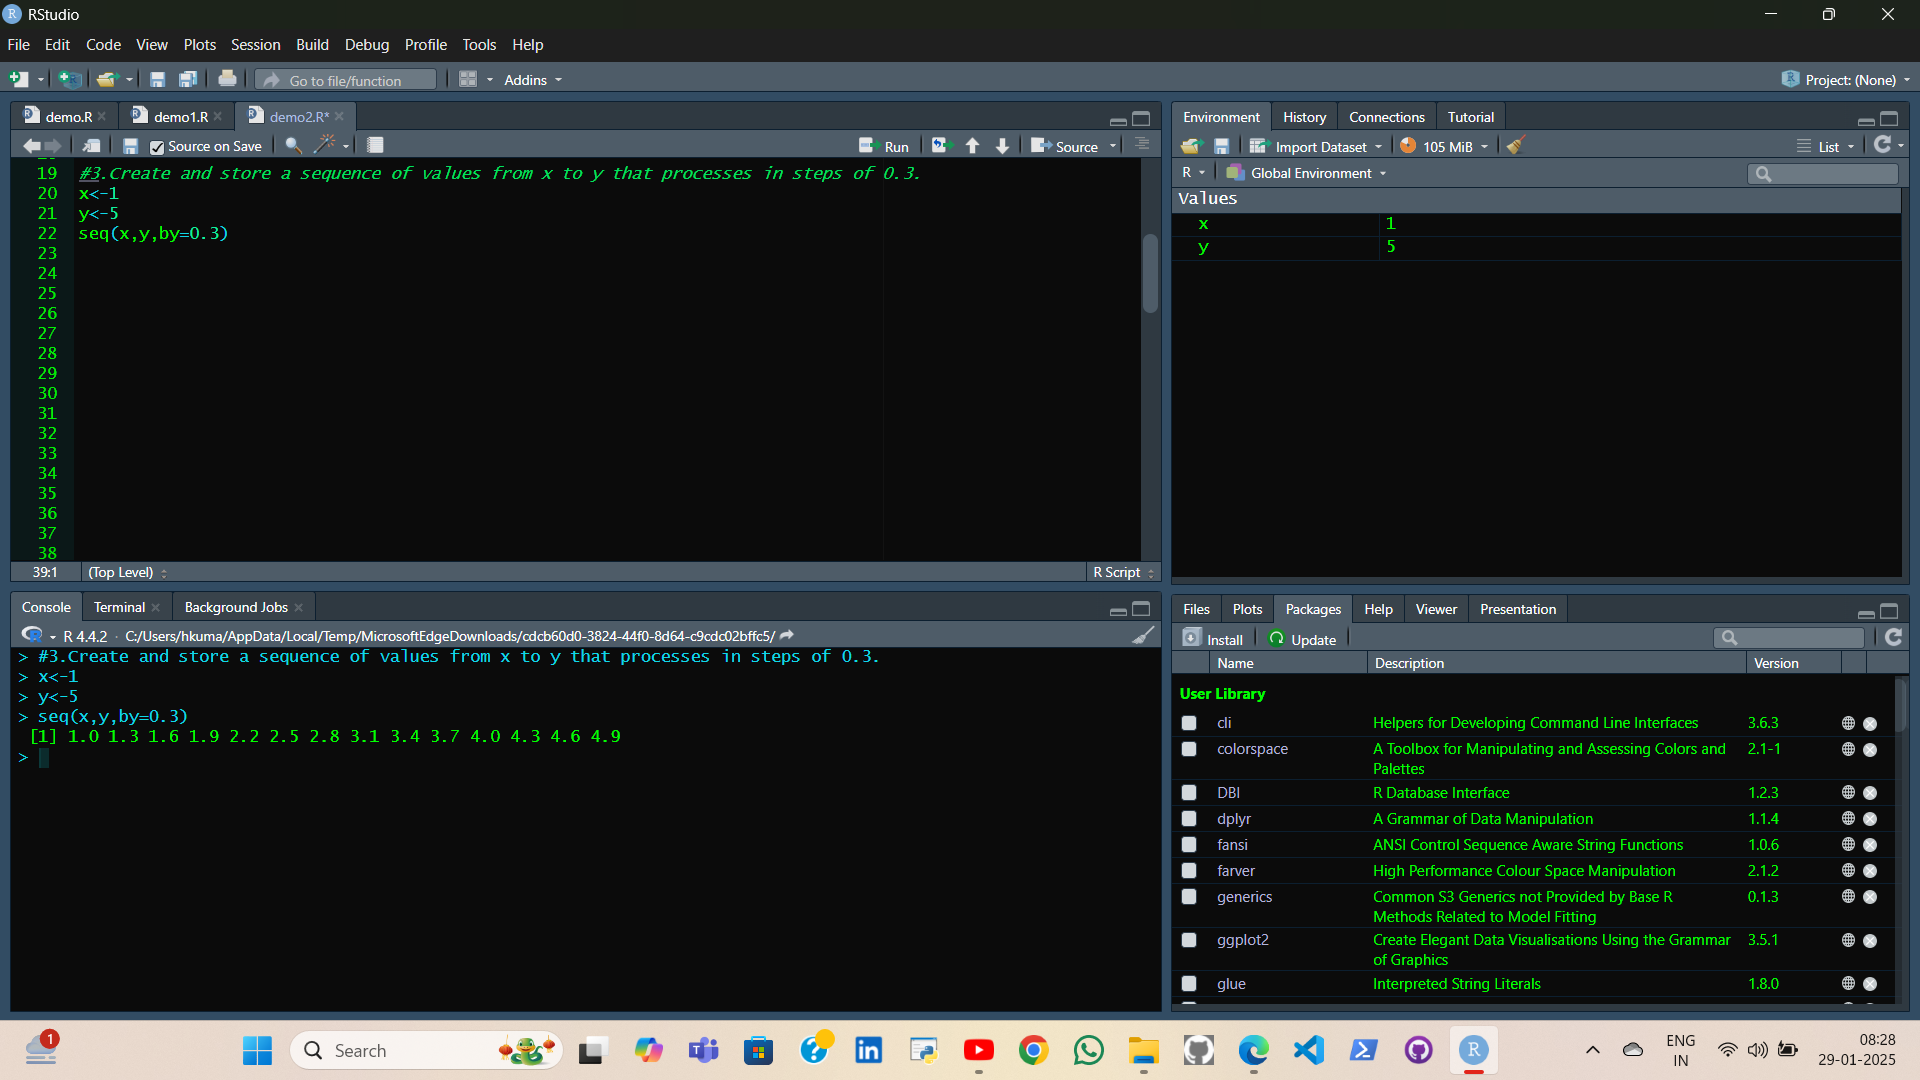 RStudio
File Edit Code View Plots Session Build Debug Profile Tools Help
Go to file/function Addins Project: (None)
demo.R demo1.R demo2.R*
Source on Save Run Source
19 #3.Create and store a sequence of values from x to y that processes in steps of 0.3.
20 x<-1
21 y<-5
22 seq(x,y,by=0.3)
23
24
25
26
27
28
29
30
31
32
33
34
35
36
37
38
39:1 (Top Level) R Script
Console Terminal Background Jobs
R 4.4.2 · C:/Users/hkuma/AppData/Local/Temp/MicrosoftEdgeDownloads/cdcb60d0-3824-44f0-8d64-c9cdc02bffc5/
> #3.Create and store a sequence of values from x to y that processes in steps of 0.3.
> x<-1
> y<-5
> seq(x,y,by=0.3)
[1] 1.0 1.3 1.6 1.9 2.2 2.5 2.8 3.1 3.4 3.7 4.0 4.3 4.6 4.9
>
Environment History Connections Tutorial
Import Dataset 105 MiB List
R Global Environment
Values
x 1
y 5
Files Plots Packages Help Viewer Presentation
Install Update
Name Description Version
User Library
cli Helpers for Developing Command Line Interfaces 3.6.3
colorspace A Toolbox for Manipulating and Assessing Colors and 2.1-1
Palettes
DBI R Database Interface 1.2.3
dplyr A Grammar of Data Manipulation 1.1.4
fansi ANSI Control Sequence Aware String Functions 1.0.6
farver High Performance Colour Space Manipulation 2.1.2
generics Common S3 Generics not Provided by Base R 0.1.3
Methods Related to Model Fitting
ggplot2 Create Elegant Data Visualisations Using the Grammar 3.5.1
of Graphics
glue Interpreted String Literals 1.8.0
1
Search
ENG
IN
08:28
29-01-2025